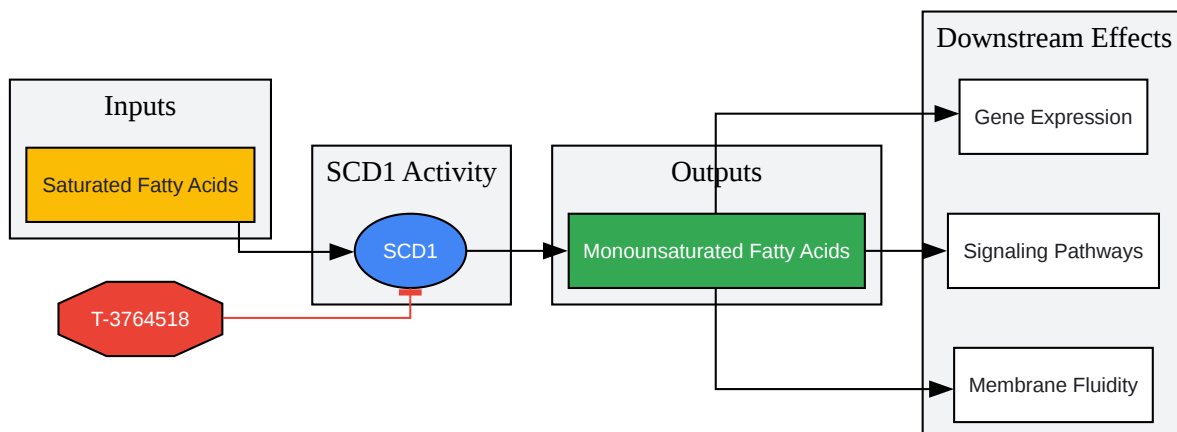 Inputs
Saturated Fatty Acids
T-3764518
SCD1 Activity
SCD1
Outputs
Monounsaturated Fatty Acids
Downstream Effects
Gene Expression
Signaling Pathways
Membrane Fluidity